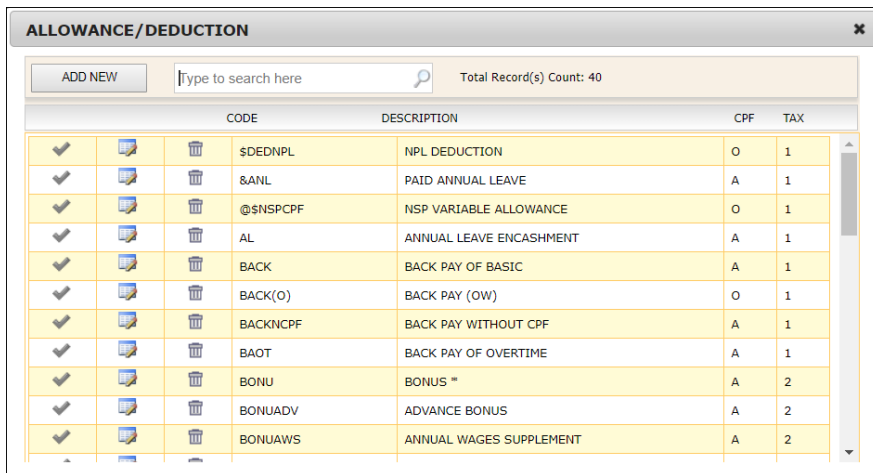 ALLOWANCE/DEDUCTION
ADD NEW Type to search here Total Record(s) Count: 40
CODE DESCRIPTION CPF TAX
$DEDNPL NPL DEDUCTION O 1
&ANL PAID ANNUAL LEAVE A 1
@$NSPCPF NSP VARIABLE ALLOWANCE O 1
AL ANNUAL LEAVE ENCASHMENT A 1
BACK BACK PAY OF BASIC A 1
BACK(O) BACK PAY (OW) O 1
BACKNCPF BACK PAY WITHOUT CPF A 1
BAOT BACK PAY OF OVERTIME A 1
BONU BONUS '" A 2
BONUADV ADVANCE BONUS A 2
BONUAWS ANNUAL WAGES SUPPLEMENT A 2